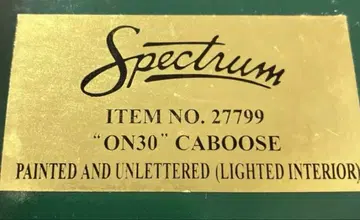 Spectrum
ITEM NO. 27799
"ON30" CABOOSE
PAINTED AND UNLETTERED (LIGHTED INTERIOR)